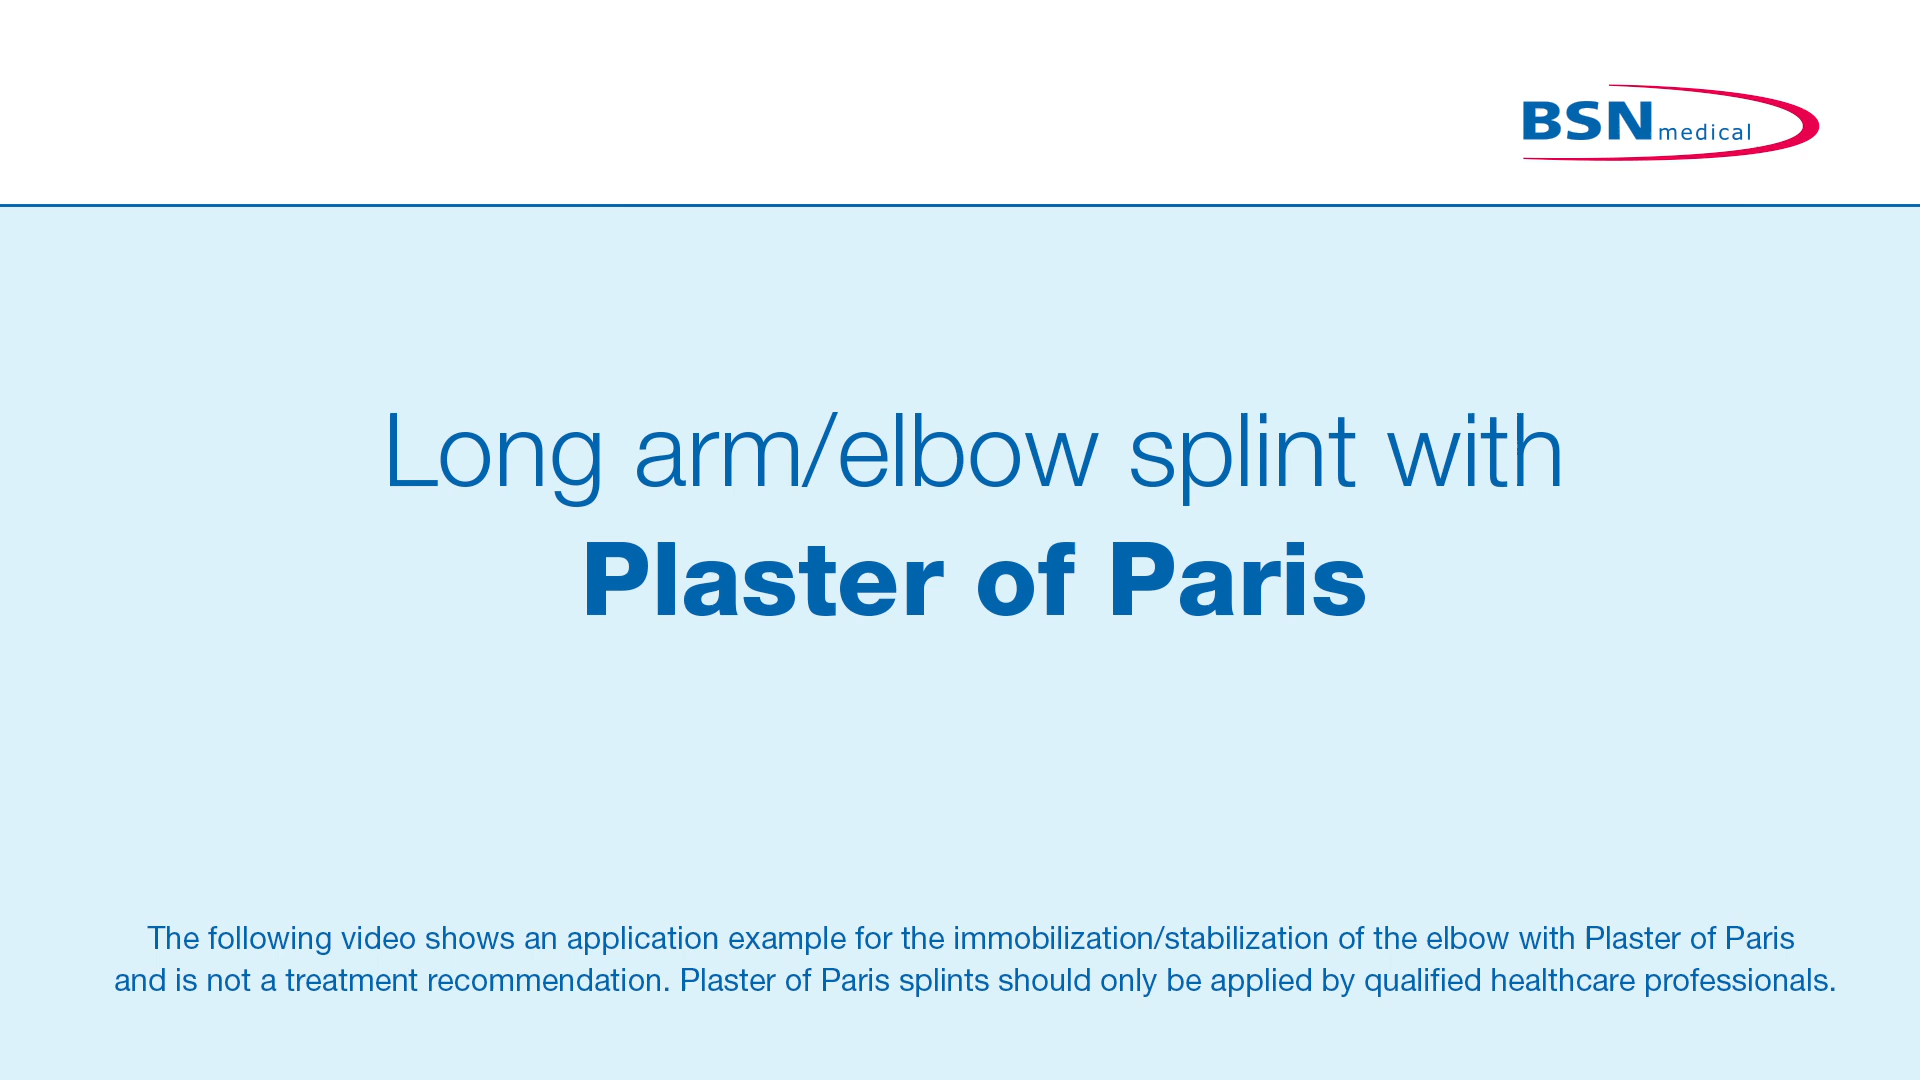 BSN medical
Long arm/elbow splint with
Plaster of Paris
The following video shows an application example for the immobilization/stabilization of the elbow with Plaster of Paris
and is not a treatment recommendation. Plaster of Paris splints should only be applied by qualified healthcare professionals.